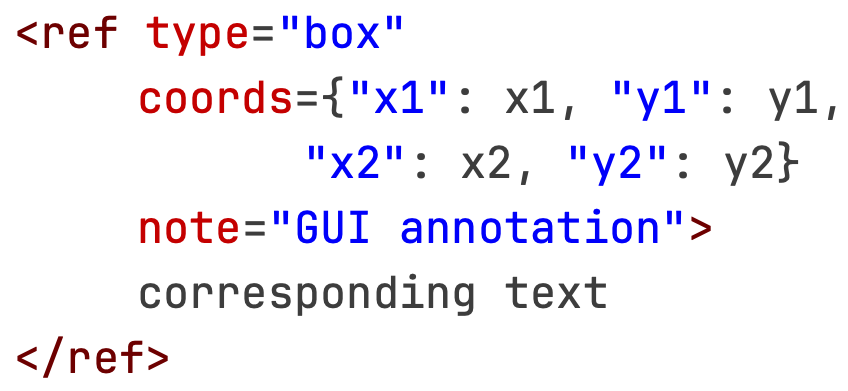 <ref type="box"
coords={"x1": x1, "y1": y1,
"x2": x2, "y2": y2}
note="GUI annotation">
corresponding text
</ref>